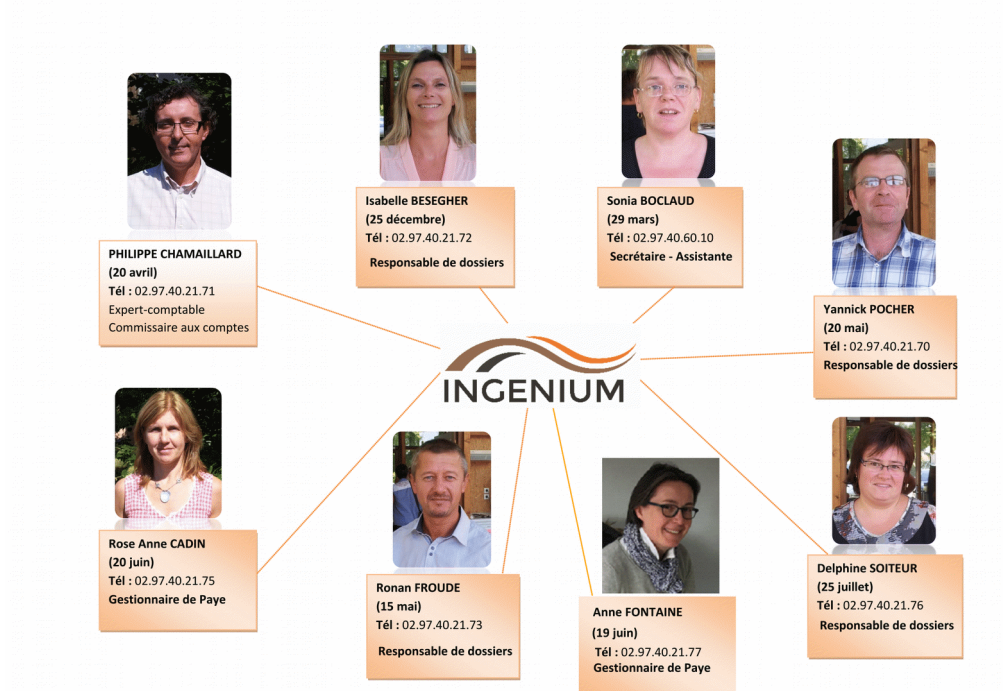 Isabelle BESEGHER
(25 décembre)
Tél : 02.97.40.21.72
Responsable de dossiers
Sonia BOCLAUD
(29 mars)
Tél : 02.97.40.60.10
Secrétaire - Assistante
PHILIPPE CHAMAILLARD
(20 avril)
Tél : 02.97.40.21.71
Expert-comptable
Commissaire aux comptes
Yannick POCHER
(20 mai)
Tél : 02.97.40.21.70
Responsable de dossiers
INGENIUM
Rose Anne CADIN
(20 juin)
Tél : 02.97.40.21.75
Gestionnaire de Paye
Ronan FROUDE
(15 mai)
Tél : 02.97.40.21.73
Responsable de dossiers
Anne FONTAINE
(19 juin)
Tél : 02.97.40.21.77
Gestionnaire de Paye
Delphine SOITEUR
(25 juillet)
Tél : 02.97.40.21.76
Responsable de dossiers